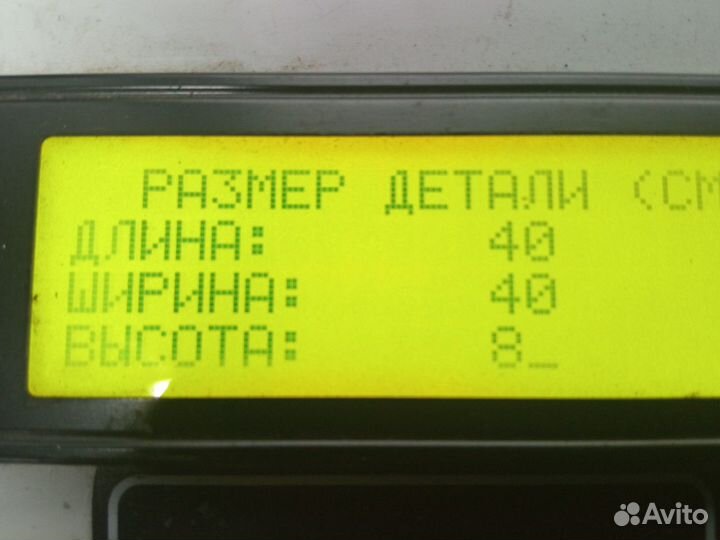 РАЗМЕР ДЕТАЛИ (СМ
ДЛИНА: 40
ШИРИНА: 40
ВЫСОТА: 8_
Avito